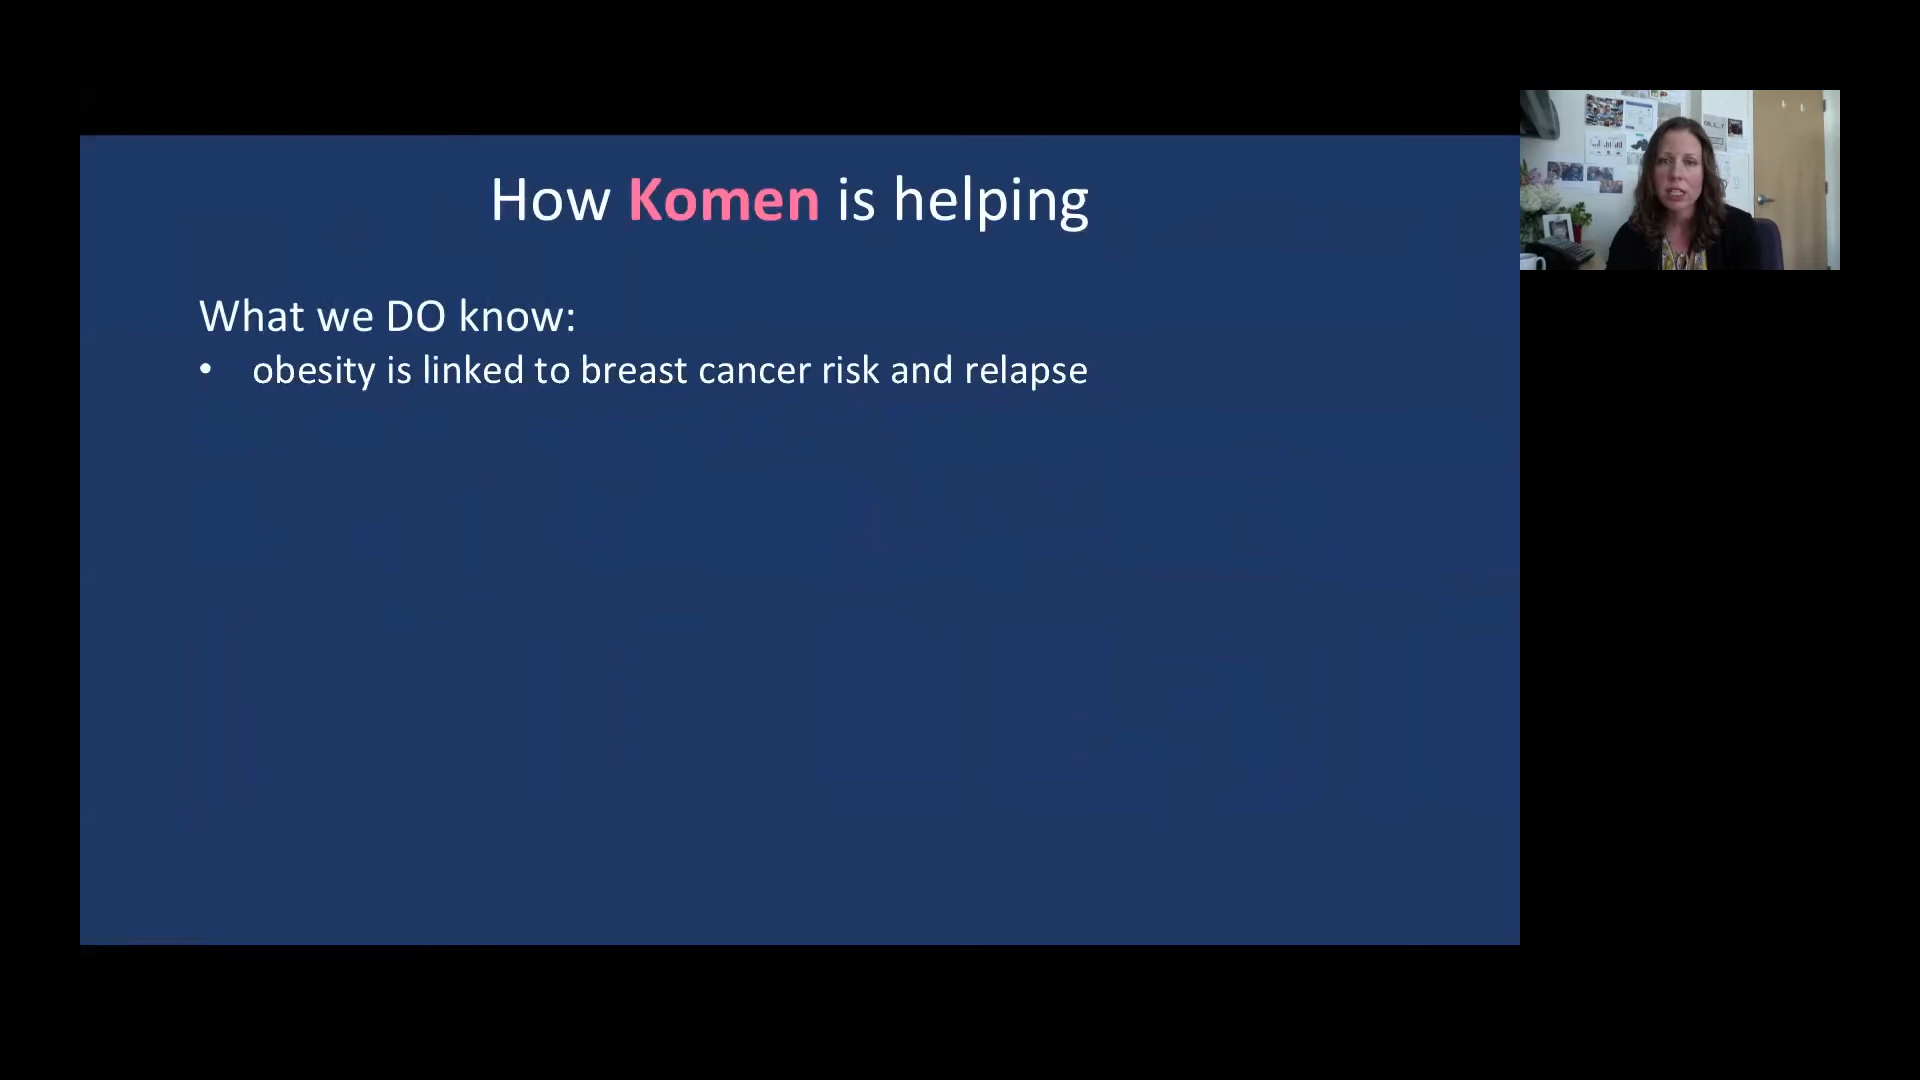 How Komen is helping
What we DO know:
• obesity is linked to breast cancer risk and relapse